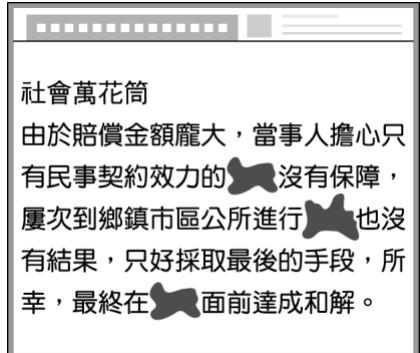 社會萬花筒
由於賠償金額龐大，當事人擔心只
有民事契約效力的沒有保障，
屢次到鄉鎮市區公所進行也沒
有結果，只好採取最後的手段，所
幸，最終在面前達成和解。